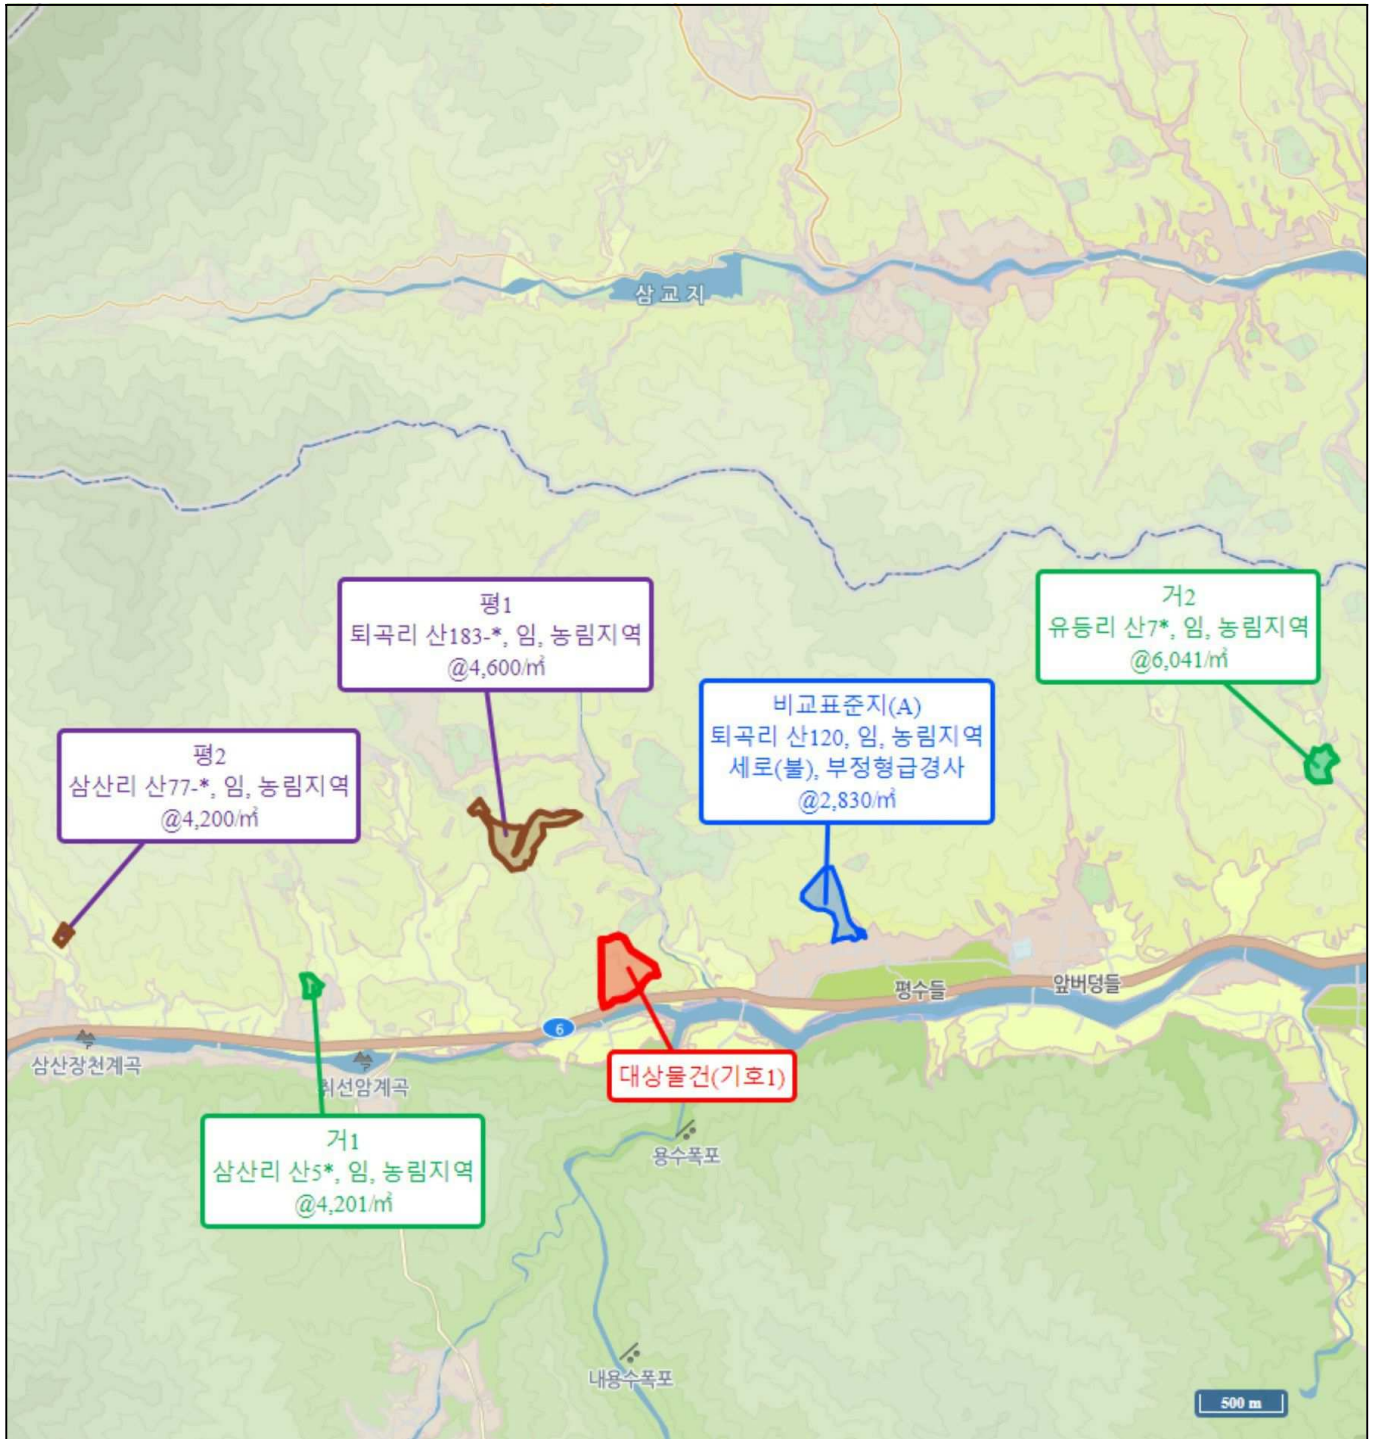 삼교지
평1
퇴곡리 산183-*, 임, 농림지역
@4,600/㎡
거2
유등리 산7*, 임, 농림지역
@6,041/㎡
비교표준지(A)
퇴곡리 산120, 임, 농림지역
세로(불), 부정형급경사
@2,830/㎡
평2
삼산리 산77-*, 임, 농림지역
@4,200/㎡
평수들
앞버덩들
6
삼산장천계곡
취선암계곡
대상물건(기호1)
거1
삼산리 산5*, 임, 농림지역
@4,201/㎡
용수폭포
내용수폭포
500 m